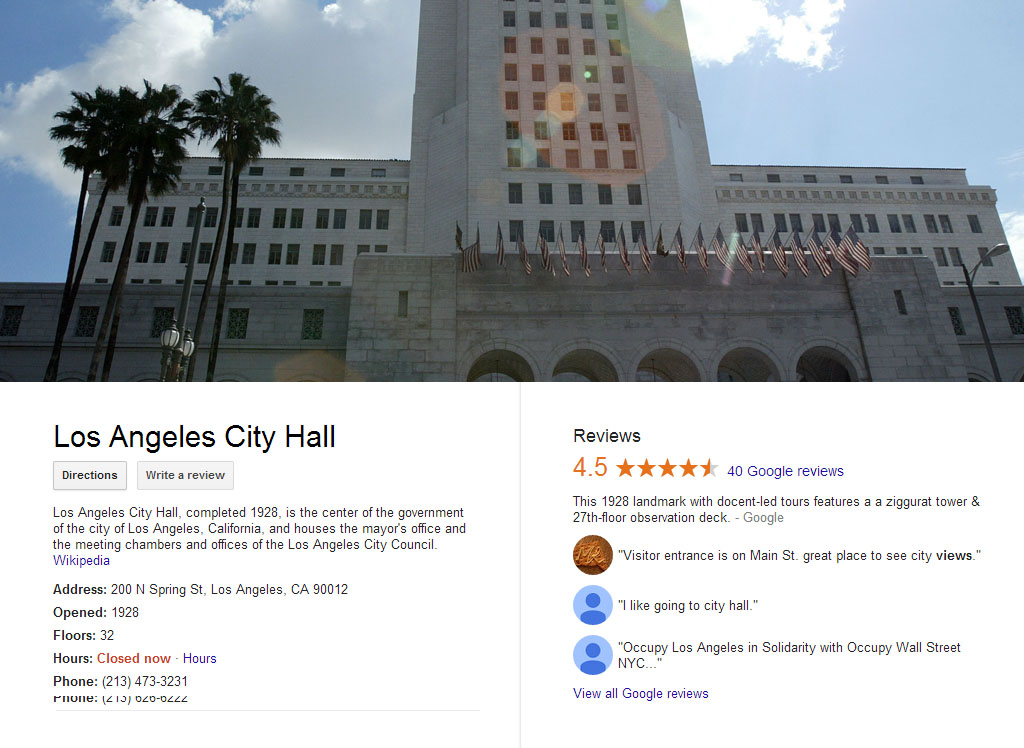 Los Angeles City Hall
Directions
Write a review
Los Angeles City Hall, completed 1928, is the center of the government
of the city of Los Angeles, California, and houses the mayor's office and
the meeting chambers and offices of the Los Angeles City Council.
Wikipedia
Address: 200 N Spring St, Los Angeles, CA 90012
Opened: 1928
Floors: 32
Hours: Closed now · Hours
Phone: (213) 473-3231
Phone: (213) 626-6222
Reviews
4.5 40 Google reviews
This 1928 landmark with docent-led tours features a a ziggurat tower &
27th-floor observation deck. - Google
"Visitor entrance is on Main St. great place to see city views."
"I like going to city hall."
"Occupy Los Angeles in Solidarity with Occupy Wall Street
NYC..."
View all Google reviews